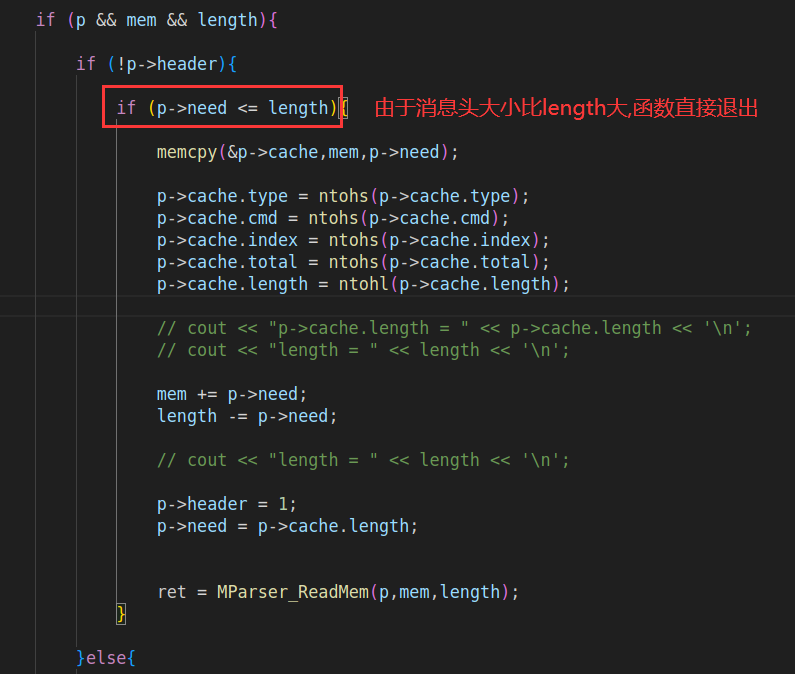 if (p && mem && length){
if (!p->header){
if (p->need <= length){ 由于消息头大小比length大,函数直接退出
memcpy(&p->cache,mem,p->need);
p->cache.type = ntohs(p->cache.type);
p->cache.cmd = ntohs(p->cache.cmd);
p->cache.index = ntohs(p->cache.index);
p->cache.total = ntohs(p->cache.total);
p->cache.length = ntohl(p->cache.length);
// cout << "p->cache.length = " << p->cache.length << '\n';
// cout << "length = " << length << '\n';
mem += p->need;
length -= p->need;
// cout << "length = " << length << '\n';
p->header = 1;
p->need = p->cache.length;
ret = MParser_ReadMem(p,mem,length);
}
}else{